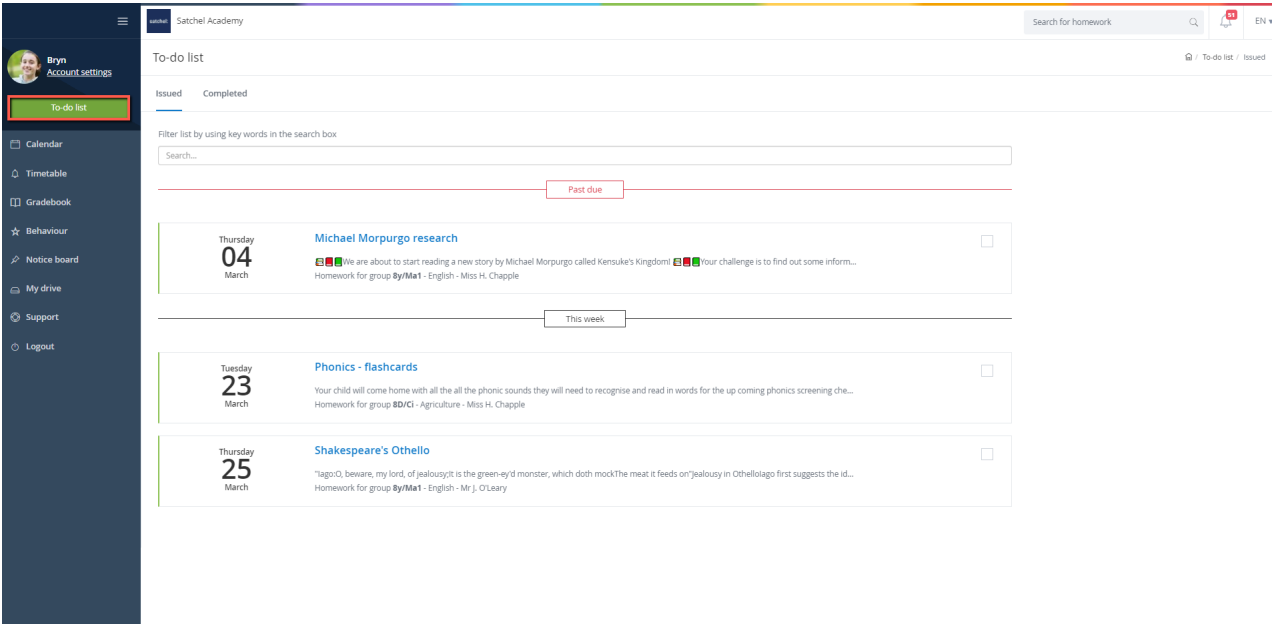 satchel
Satchel Academy
Search for homework
51
EN
Bryn
Account settings
To-do list
Calendar
Timetable
Gradebook
Behaviour
Notice board
My drive
Support
Logout
To-do list
/ To-do list / Issued
Issued
Completed
Filter list by using key words in the search box
Search...
Past due
Thursday
04
March
Michael Morpurgo research
We are about to start reading a new story by Michael Morpurgo called Kensuke's Kingdom! Your challenge is to find out some inform...
Homework for group 8y/Ma1 - English - Miss H. Chapple
This week
Tuesday
23
March
Phonics - flashcards
Your child will come home with all the all the phonic sounds they will need to recognise and read in words for the up coming phonics screening che...
Homework for group 8D/Ci - Agriculture - Miss H. Chapple
Thursday
25
March
Shakespeare's Othello
"Iago:O, beware, my lord, of jealousy;It is the green-ey'd monster, which doth mockThe meat it feeds on"Jealousy in OthelloIago first suggests the id...
Homework for group 8y/Ma1 - English - Mr J. O'Leary